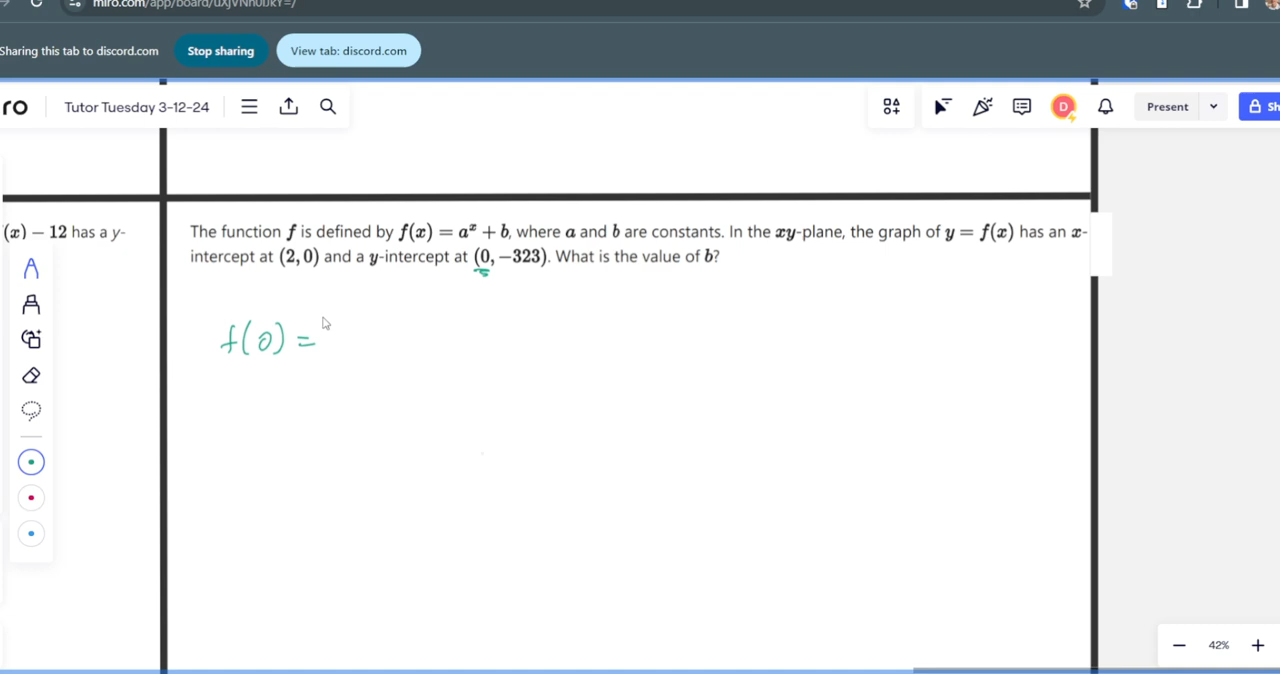 miro.com/app/board/uXjVNnU0JkY=/
Sharing this tab to discord.com
Stop sharing
View tab: discord.com
ro
Tutor Tuesday 3-12-24
D
Present
Sh
(x) − 12 has a y-
The function f is defined by f(x) = aˣ + b, where a and b are constants. In the xy-plane, the graph of y = f(x) has an x-
intercept at (2, 0) and a y-intercept at (0, −323). What is the value of b?
f(0) =
42%